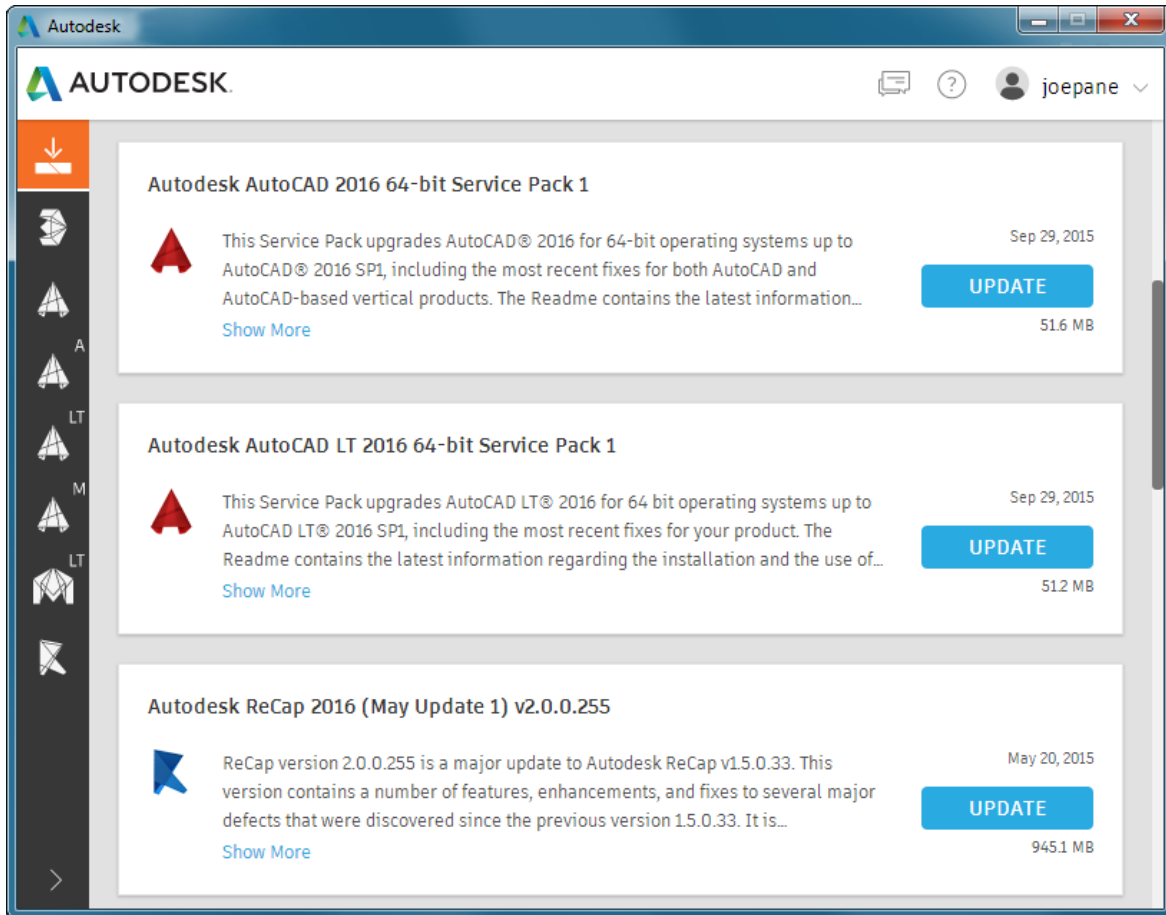 Autodesk
AUTODESK.
joepane
A
LT
M
LT
Autodesk AutoCAD 2016 64-bit Service Pack 1
This Service Pack upgrades AutoCAD® 2016 for 64-bit operating systems up to
AutoCAD® 2016 SP1, including the most recent fixes for both AutoCAD and
AutoCAD-based vertical products. The Readme contains the latest information...
Show More
Sep 29, 2015
UPDATE
51.6 MB
Autodesk AutoCAD LT 2016 64-bit Service Pack 1
This Service Pack upgrades AutoCAD LT® 2016 for 64 bit operating systems up to
AutoCAD LT® 2016 SP1, including the most recent fixes for your product. The
Readme contains the latest information regarding the installation and the use of...
Show More
Sep 29, 2015
UPDATE
51.2 MB
Autodesk ReCap 2016 (May Update 1) v2.0.0.255
ReCap version 2.0.0.255 is a major update to Autodesk ReCap v1.5.0.33. This
version contains a number of features, enhancements, and fixes to several major
defects that were discovered since the previous version 1.5.0.33. It is...
Show More
May 20, 2015
UPDATE
945.1 MB